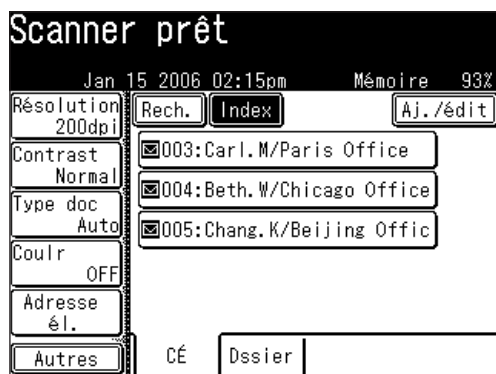 Scanner prêt
Jan 15 2006 02:15pm Mémoire 93%
Résolution
200dpi
Rech. Index Aj./édit
Contrast
Normal
003:Carl.M/Paris Office
004:Beth.W/Chicago Office
005:Chang.K/Beijing Offic
Type doc
Auto
Coulr
OFF
Adresse
él.
Autres
CÉ Dssier